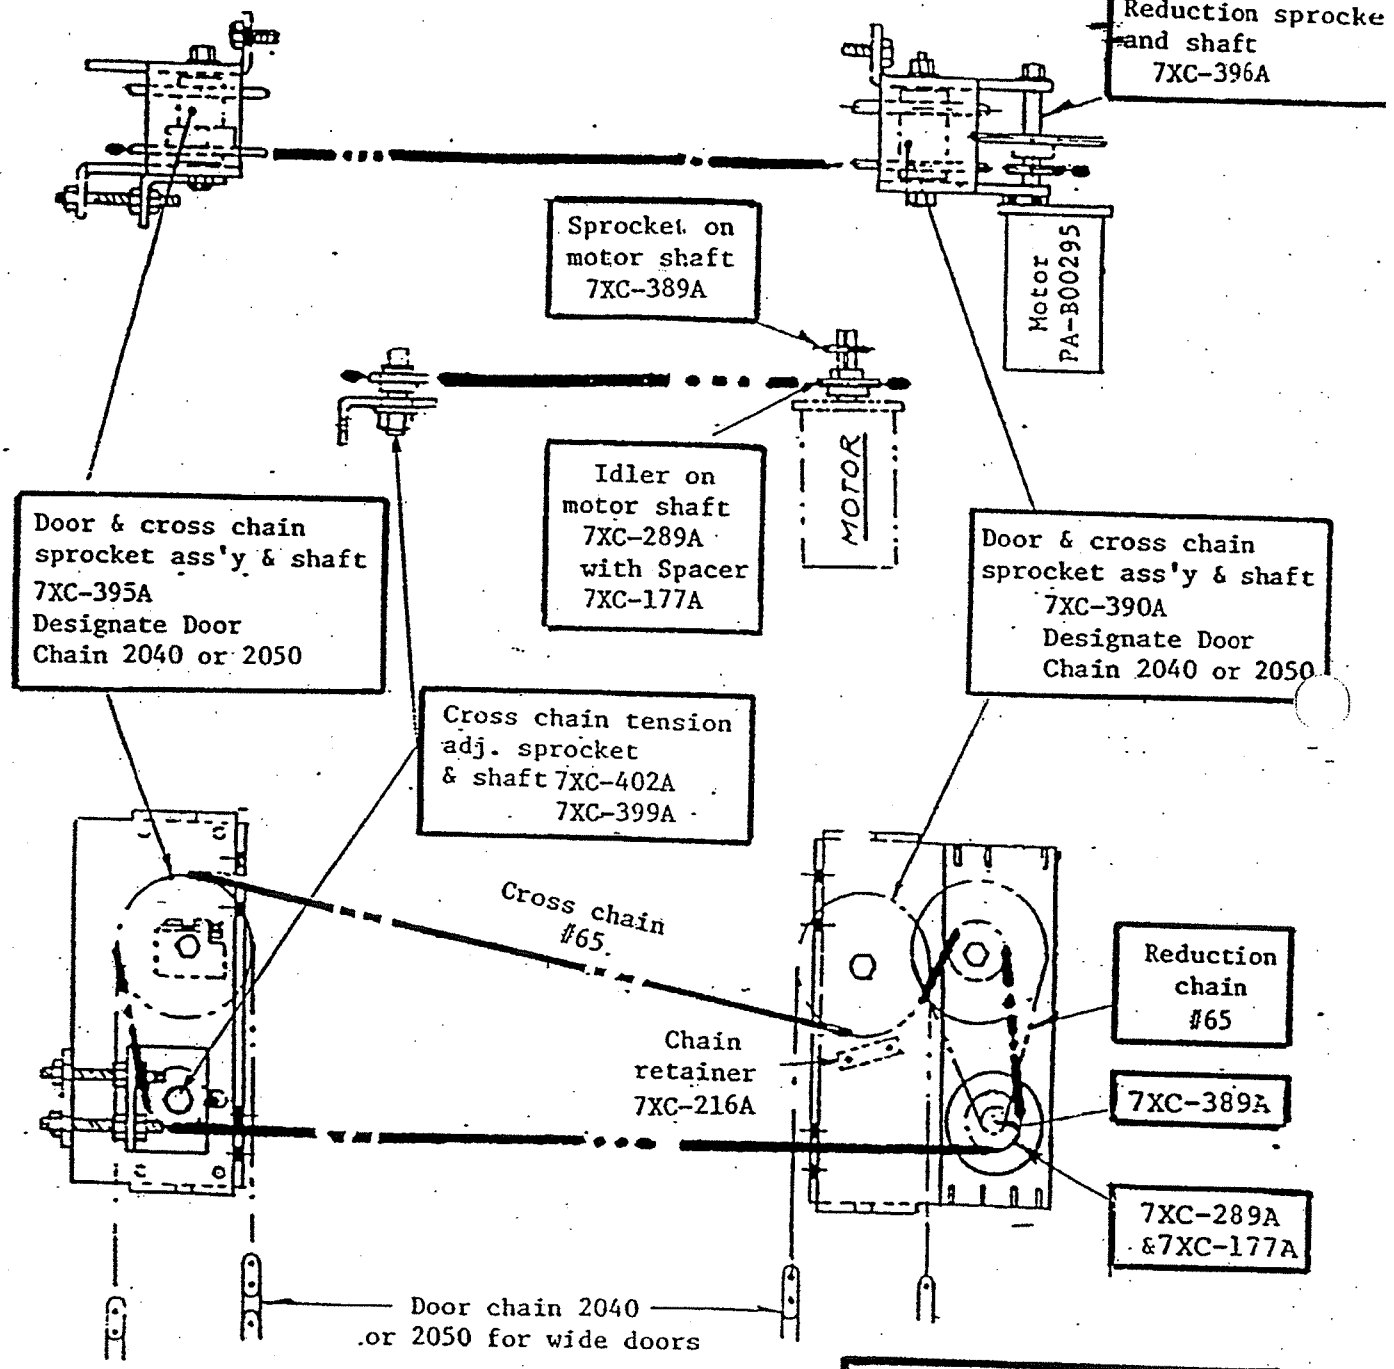 Reduction sprocke
and shaft
7XC-396A
Sprocket on
motor shaft
7XC-389A
Motor
PA-B00295
Idler on
motor shaft
7XC-289A
with Spacer
7XC-177A
MOTOR
Door & cross chain
sprocket ass'y & shaft
7XC-395A
Designate Door
Chain 2040 or 2050
Door & cross chain
sprocket ass'y & shaft
7XC-390A
Designate Door
Chain 2040 or 2050
Cross chain tension
adj. sprocket
& shaft 7XC-402A
7XC-399A
Cross chain
#65
Reduction
chain
#65
Chain
retainer
7XC-216A
7XC-389A
7XC-289A
&7XC-177A
Door chain 2040
or 2050 for wide doors